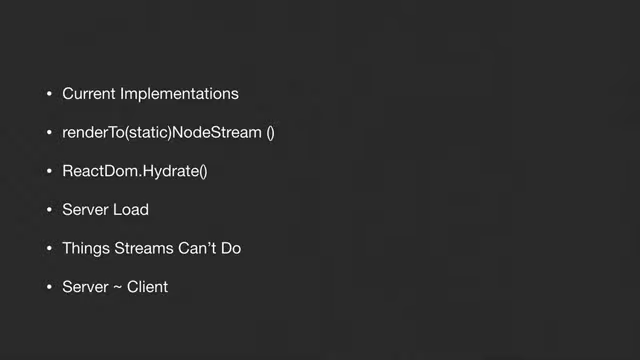 • Current Implementations
• renderTo(static)NodeStream ()
• ReactDom.Hydrate()
• Server Load
• Things Streams Can’t Do
• Server ~ Client